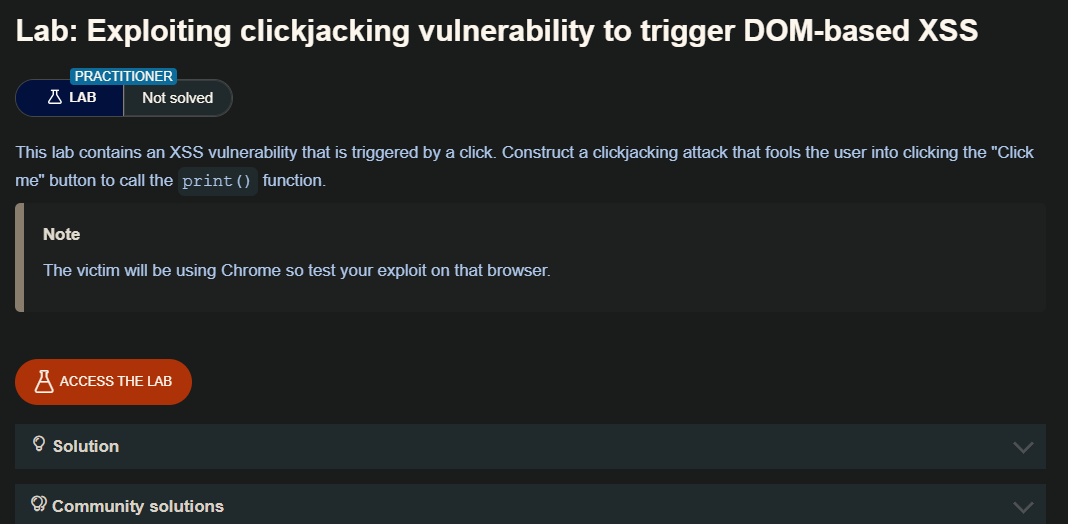 Lab: Exploiting clickjacking vulnerability to trigger DOM-based XSS
PRACTITIONER
LAB
Not solved
This lab contains an XSS vulnerability that is triggered by a click. Construct a clickjacking attack that fools the user into clicking the "Click
me" button to call the print() function.
Note
The victim will be using Chrome so test your exploit on that browser.
ACCESS THE LAB
Solution
Community solutions